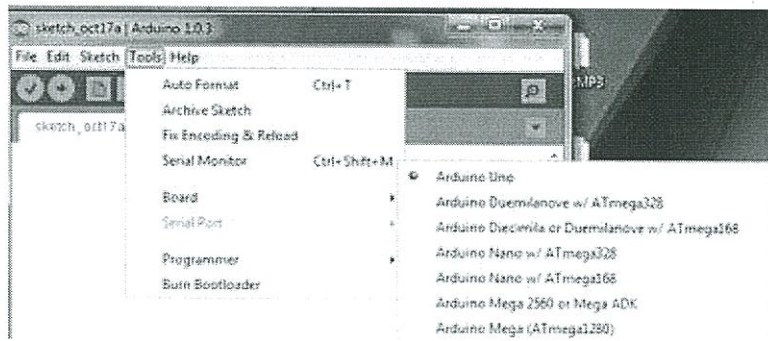 sketch_oct17a | Arduino 1.0.3
File Edit Sketch Tools Help
Auto Format Ctrl+T
MP3
Archive Sketch
sketch_oct17a
Fix Encoding & Reload
Serial Monitor Ctrl+Shift+M
Arduino Uno
Board
Arduino Duemilanove w/ ATmega328
Serial Port
Arduino Diecimila or Duemilanove w/ ATmega168
Programmer
Arduino Nano w/ ATmega328
Burn Bootloader
Arduino Nano w/ ATmega168
Arduino Mega 2560 or Mega ADK
Arduino Mega (ATmega1280)